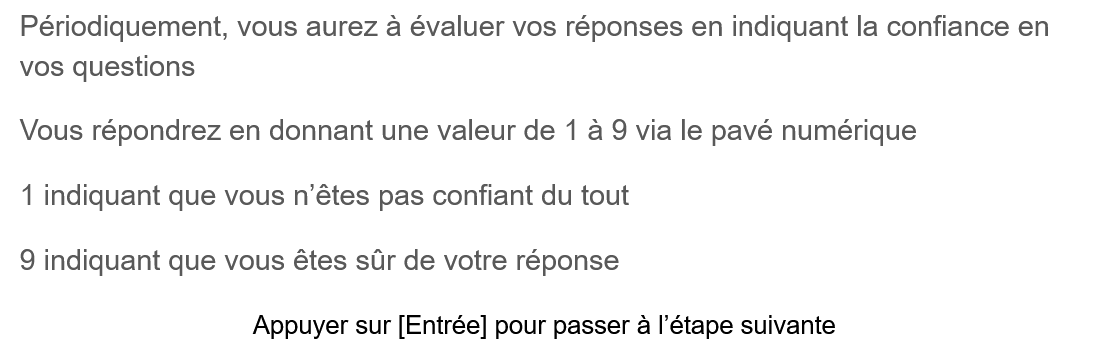 Périodiquement, vous aurez à évaluer vos réponses en indiquant la confiance en
vos questions
Vous répondrez en donnant une valeur de 1 à 9 via le pavé numérique
1 indiquant que vous n’êtes pas confiant du tout
9 indiquant que vous êtes sûr de votre réponse
Appuyer sur [Entrée] pour passer à l’étape suivante